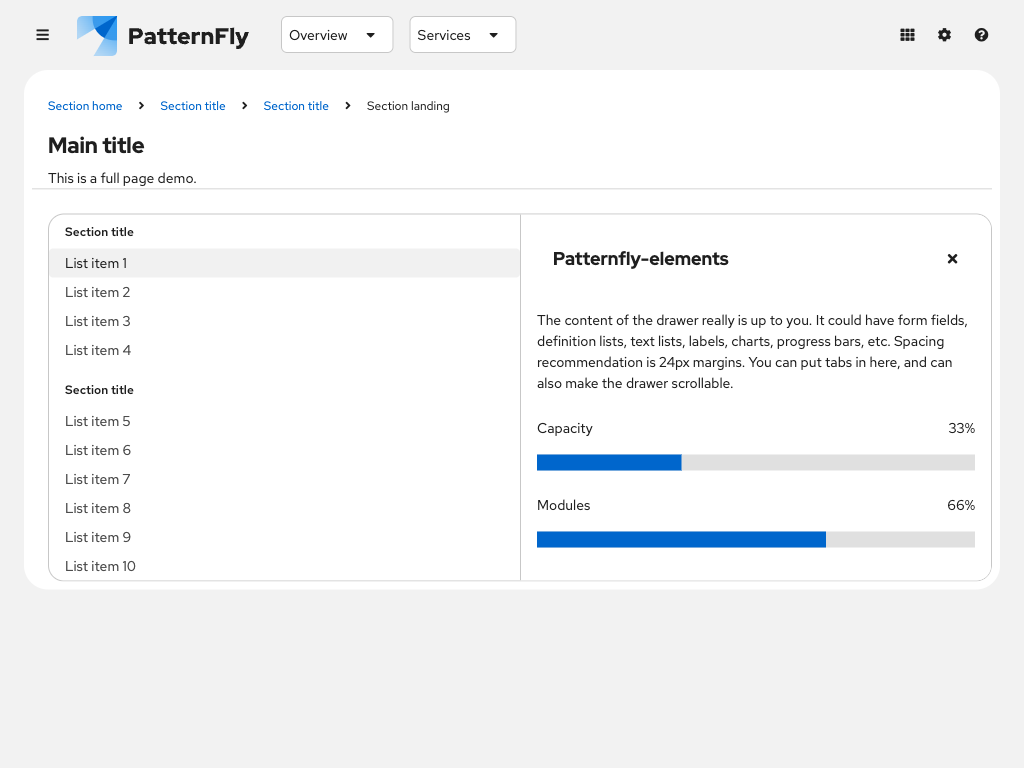 PatternFly
Overview
Services
Section home
Section title
Section title
Section landing
Main title
This is a full page demo.
Section title
List item 1
List item 2
List item 3
List item 4
Section title
List item 5
List item 6
List item 7
List item 8
List item 9
List item 10
Patternfly-elements
The content of the drawer really is up to you. It could have form fields,
definition lists, text lists, labels, charts, progress bars, etc. Spacing
recommendation is 24px margins. You can put tabs in here, and can
also make the drawer scrollable.
Capacity 33%
Modules 66%